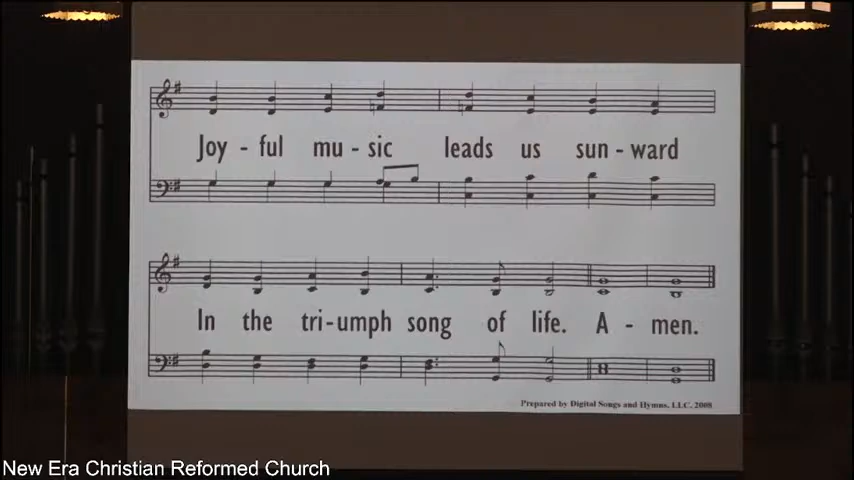 Joy - ful mu - sic leads us sun - ward
In the tri - umph song of life. A - men.
Prepared by Digital Songs and Hymns, LLC. 2008
New Era Christian Reformed Church